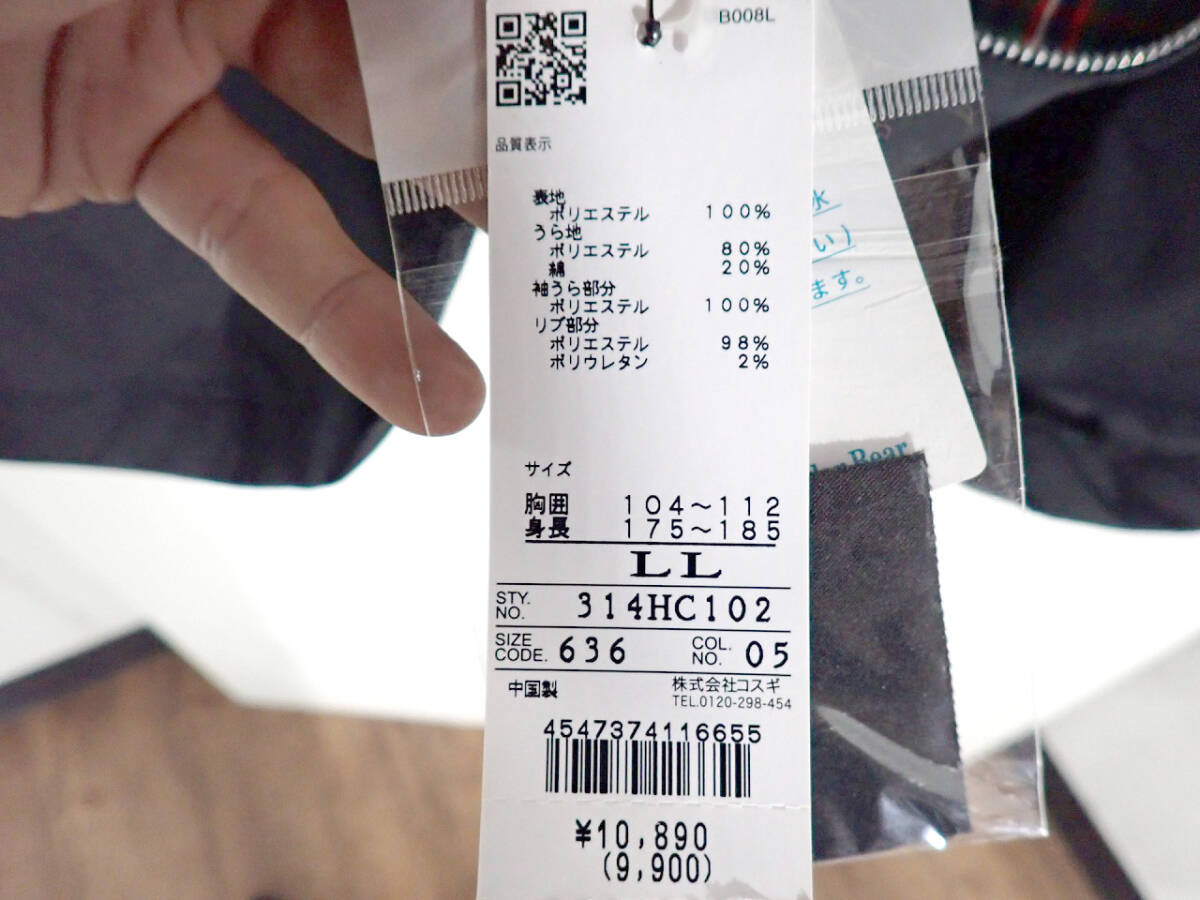 B008L
品質表示
表地
ポリエステル 100%
うら地
ポリエステル 80%
綿 20%
袖うら部分
ポリエステル 100%
リブ部分
ポリエステル 98%
ポリウレタン 2%
サイズ
胸囲 104~112
身長 175~185
LL
STY. NO. 314HC102
SIZE CODE. 636 COL. NO. 05
中国製 株式会社コスギ
TEL.0120-298-454
4547374116655
¥10,890
(9,900)
水
い)
ます。
Bear